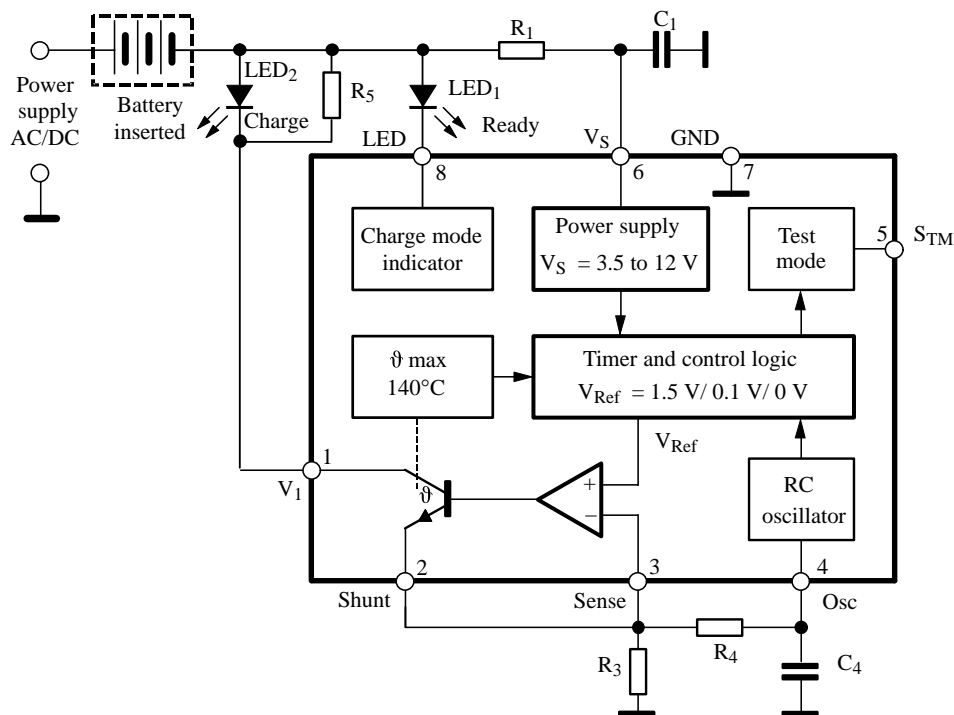 C1
R1
LED2
R5
LED1
Power
supply
AC/DC
Battery
inserted
Charge
Ready
LED
VS
GND
8
6
7
Charge mode
indicator
Power supply
VS = 3.5 to 12 V
Test
mode
5
STM
ϑ max
140°C
Timer and control logic
VRef = 1.5 V/ 0.1 V/ 0 V
VRef
1
V1
ϑ
+
−
RC
oscillator
2
3
4
Shunt
Sense
Osc
R3
R4
C4